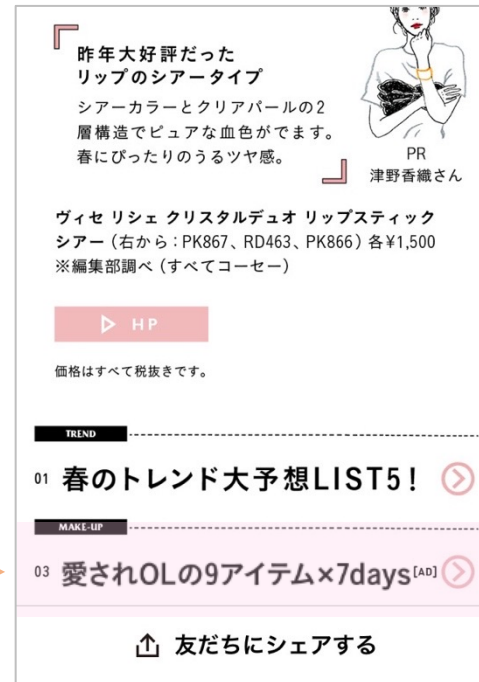 昨年大好評だった
リップのシアータイプ
シアーカラーとクリアパールの2
層構造でピュアな血色がでます。
春にぴったりのうるツヤ感。
PR
津野香織さん
ヴィセ リシェ クリスタルデュオ リップスティック
シアー（右から：PK867、RD463、PK866）各¥1,500
※編集部調べ（すべてコーセー）
HP
価格はすべて税抜きです。
TREND
01 春のトレンド大予想LIST5！
MAKE-UP
03 愛されOLの9アイテム×7days[AD]
友だちにシェアする